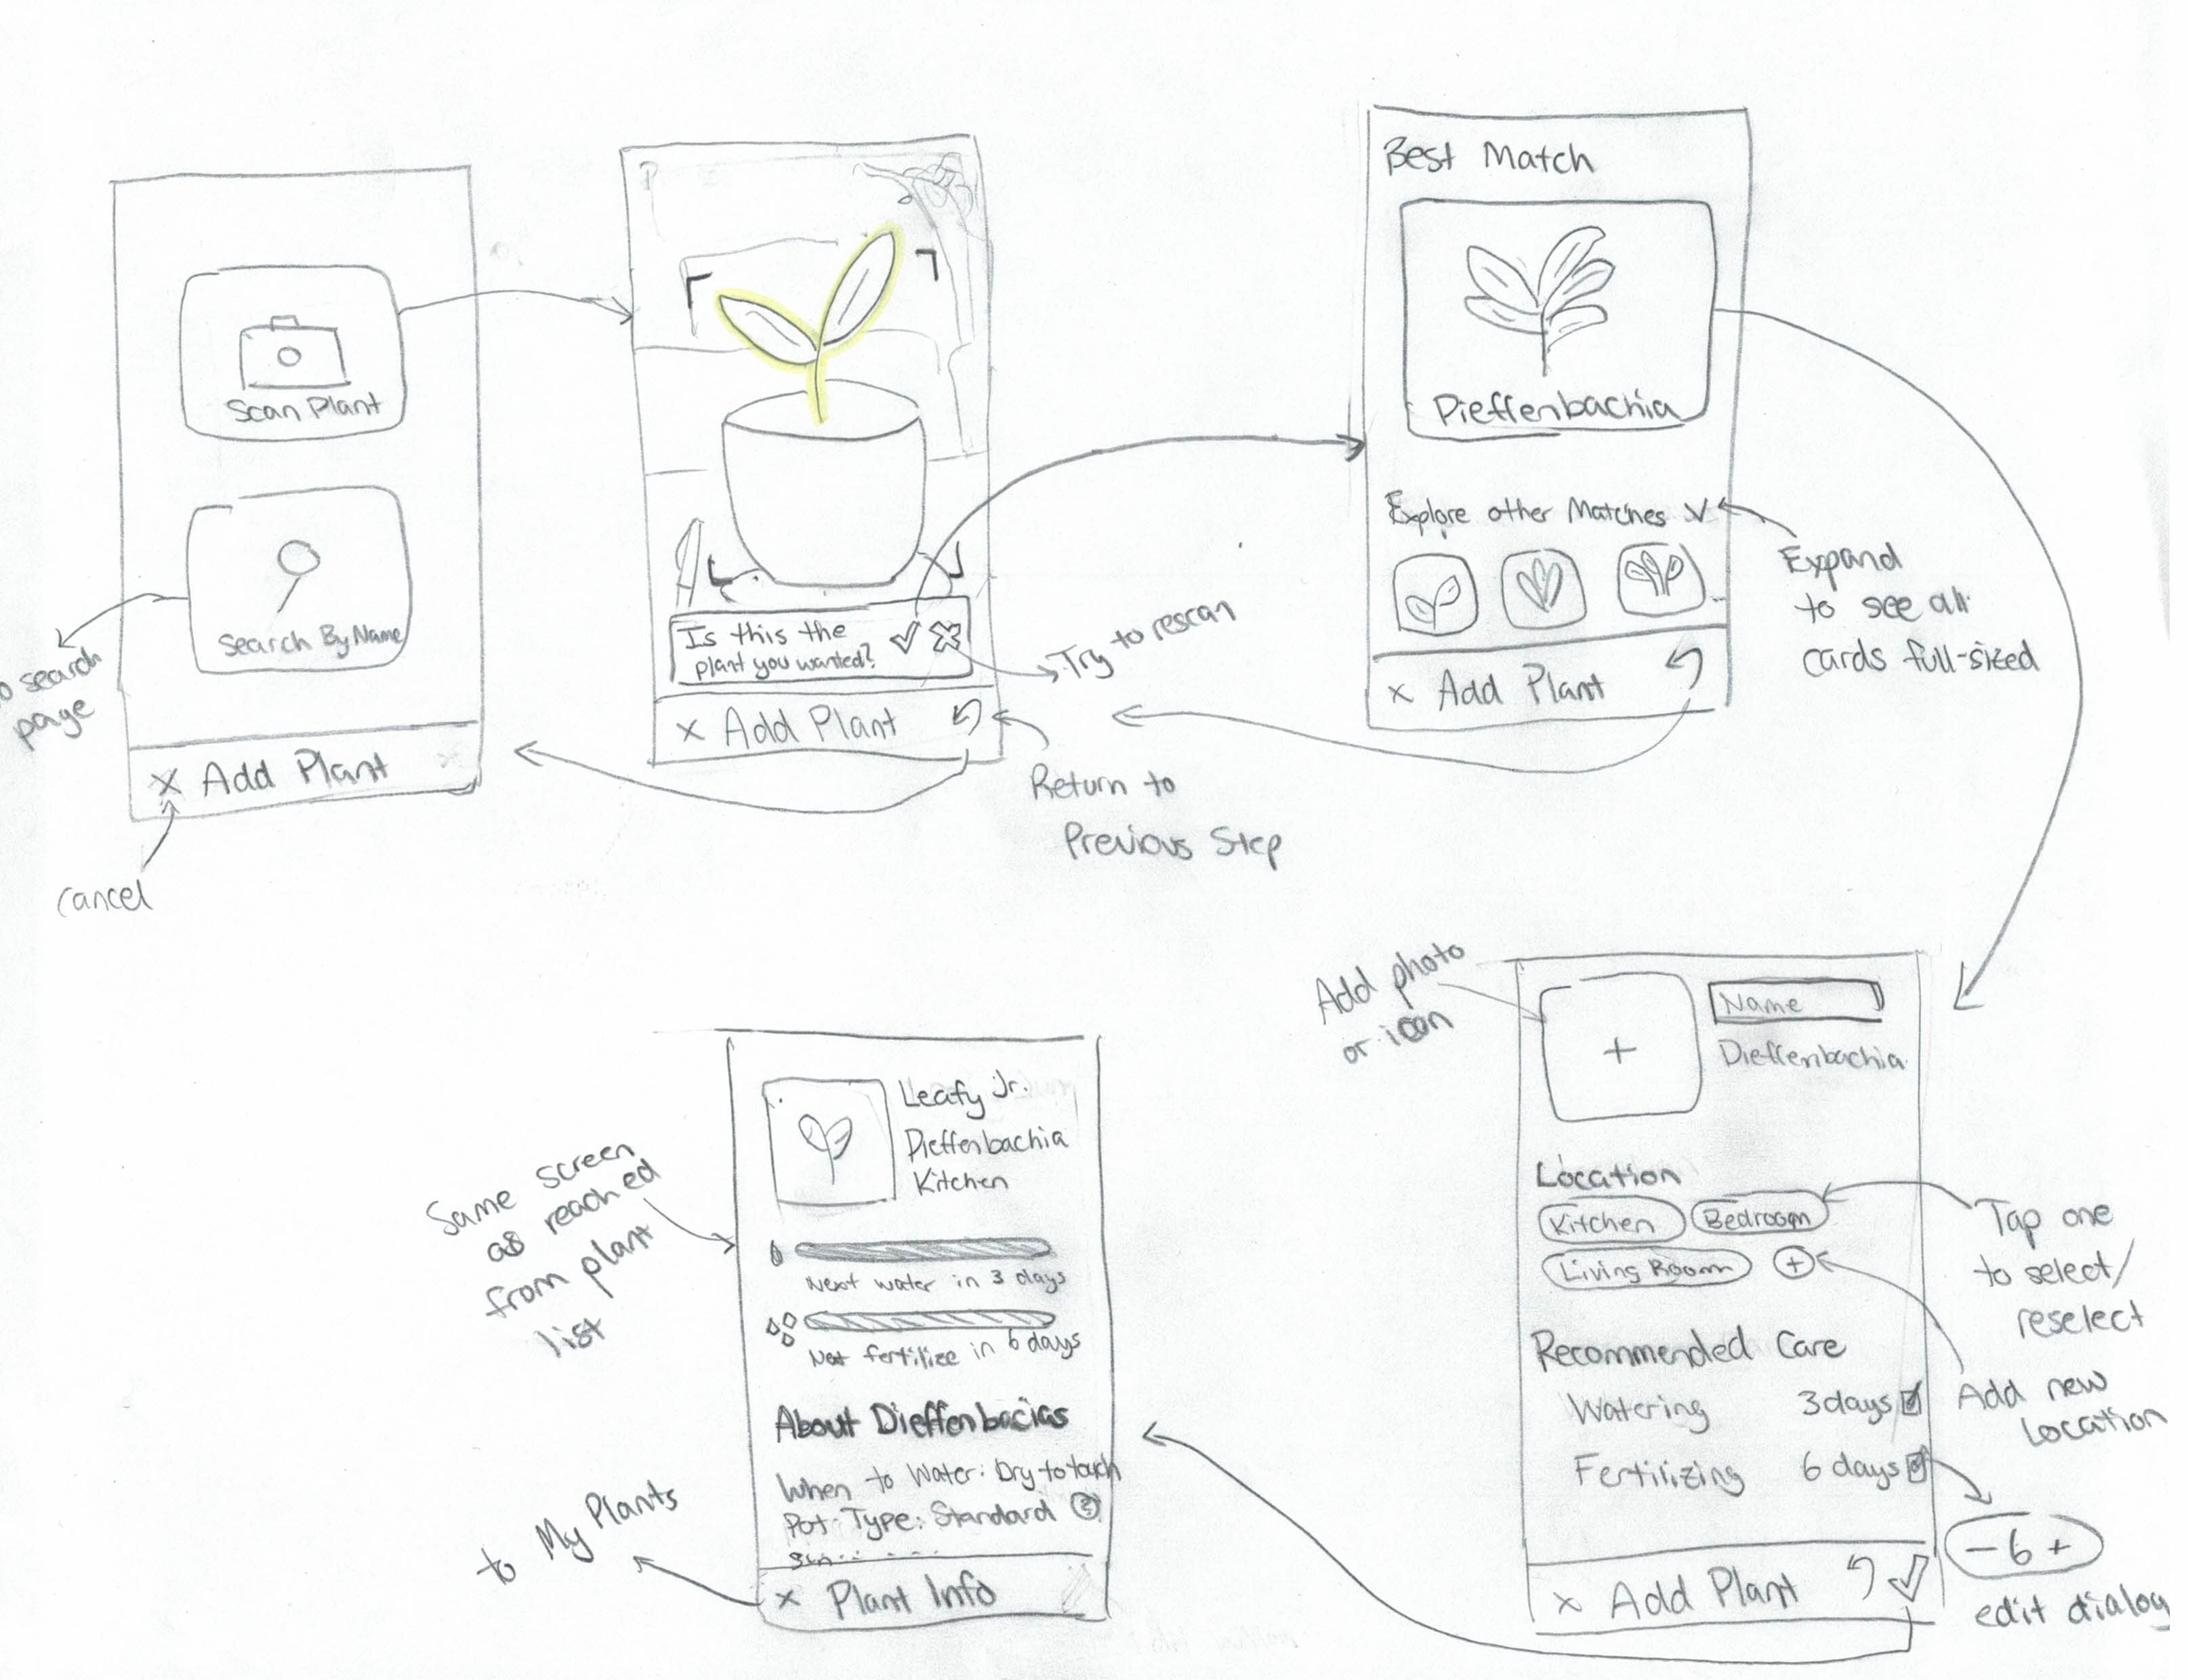 Scan Plant
Search By Name
X Add Plant
cancel
search
page
Is this the
plant you wanted?
X Add Plant
Try to rescan
Return to
Previous Step
Best Match
Dieffenbachia
Explore other Matches
X Add Plant
Expand
to see all
cards full-sized
Add photo
or icon
+
Name
Dieffenbachia
Location
Kitchen
Bedroom
Living Room
+
Recommended Care
Watering 3 days
Fertilizing 6 days
X Add Plant
Tap one
to select/
reselect
Add new
Location
- 6 +
edit dialog
Same screen
as reached
from plant
list
Leafy Jr.
Dieffenbachia
Kitchen
Next water in 3 days
Next fertilize in 6 days
About Dieffenbacias
When to Water: Dry to touch
Pot Type: Standard ?
X Plant Info
to My Plants